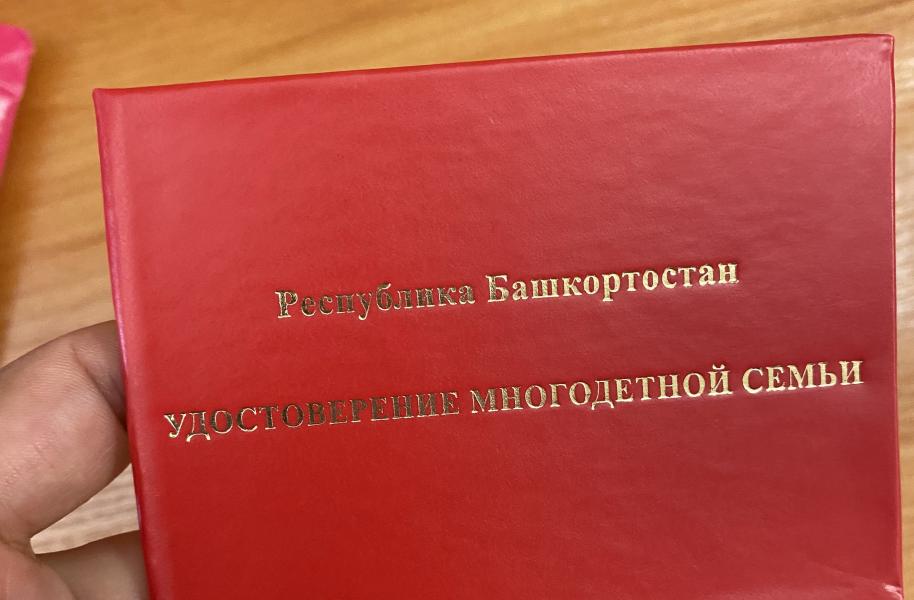 Республика Башкортостан
УДОСТОВЕРЕНИЕ МНОГОДЕТНОЙ СЕМЬИ